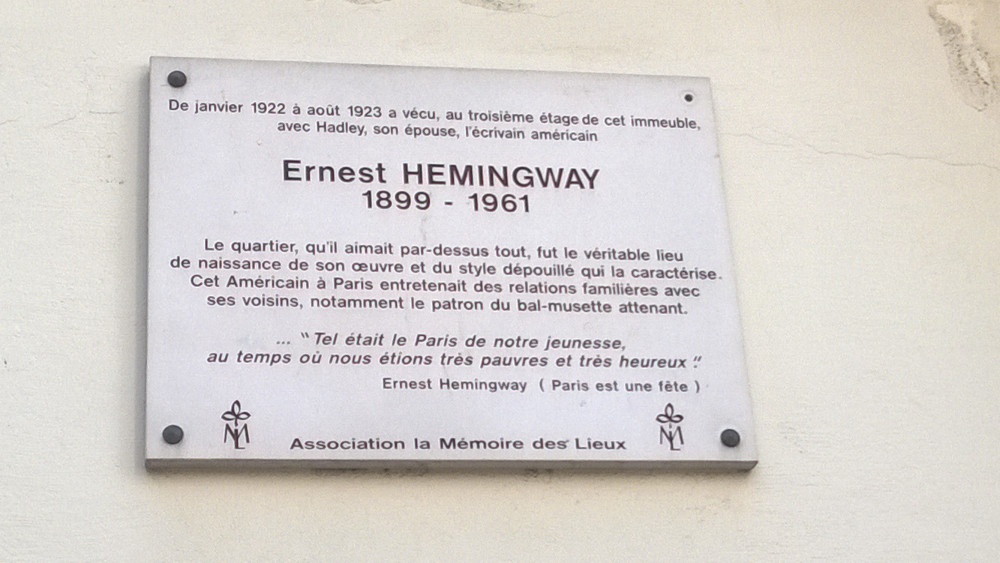 De janvier 1922 à août 1923 a vécu, au troisième étage de cet immeuble,
avec Hadley, son épouse, l'écrivain américain
Ernest HEMINGWAY
1899 - 1961
Le quartier, qu'il aimait par-dessus tout, fut le véritable lieu
de naissance de son œuvre et du style dépouillé qui la caractérise.
Cet Américain à Paris entretenait des relations familières avec
ses voisins, notamment le patron du bal-musette attenant.
... “Tel était le Paris de notre jeunesse,
au temps où nous étions très pauvres et très heureux.”
Ernest Hemingway ( Paris est une fête )
Association la Mémoire des Lieux